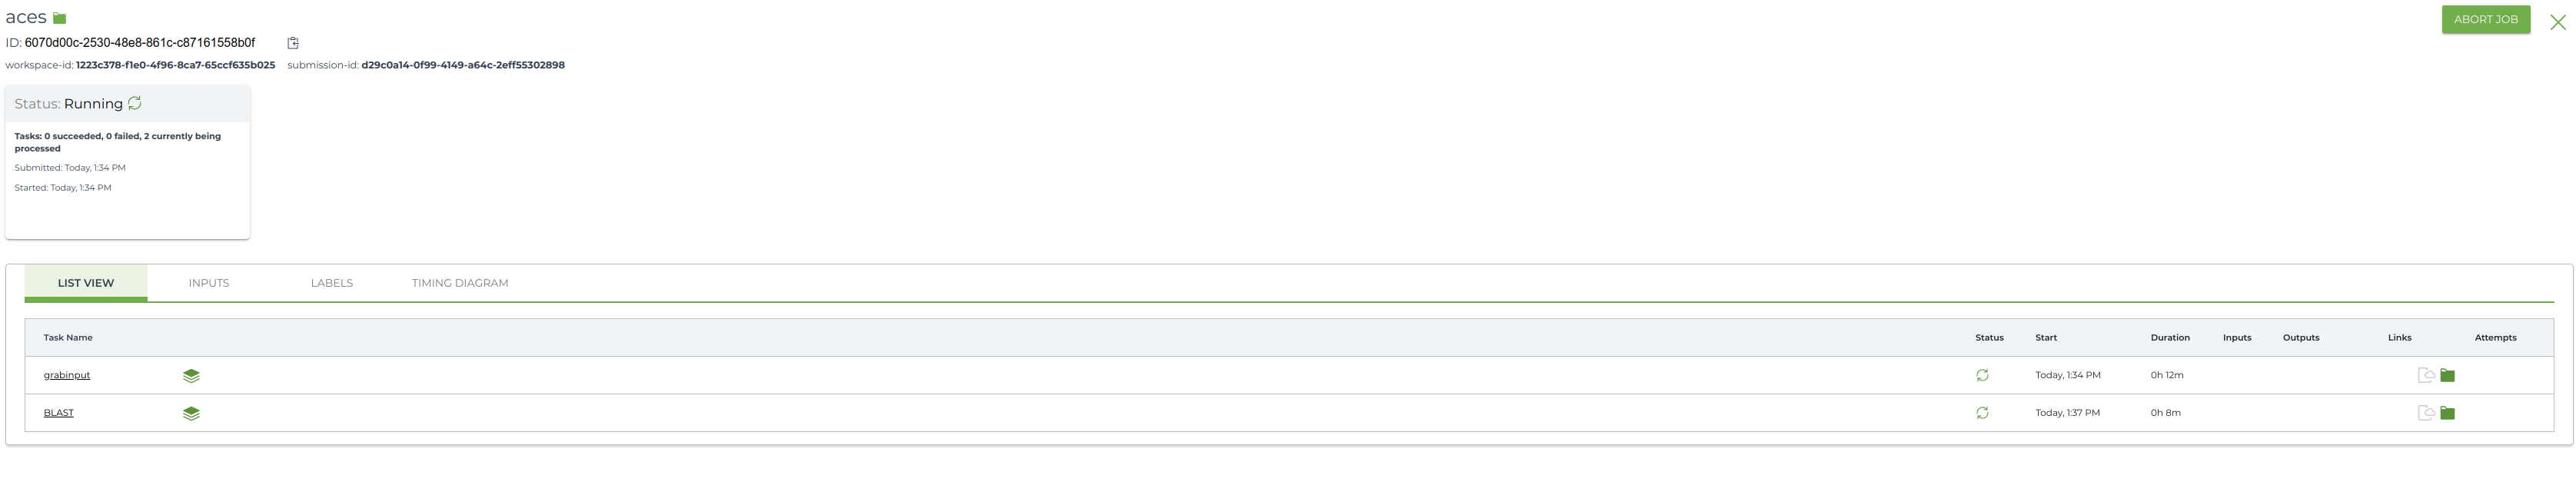 aces
ABORT JOB
ID: 6070d00c-2530-48e8-861c-c87161558b0f
workspace-id: 1223c378-f1e0-4f96-8ca7-65ccf635b025 submission-id: d29c0a14-0f99-4149-a64c-2eff55302898
Status: Running
Tasks: 0 succeeded, 0 failed, 2 currently being
processed
Submitted: Today, 1:34 PM
Started: Today, 1:34 PM
LIST VIEW INPUTS LABELS TIMING DIAGRAM
Task Name Status Start Duration Inputs Outputs Links Attempts
grabinput Today, 1:34 PM 0h 12m
BLAST Today, 1:37 PM 0h 8m